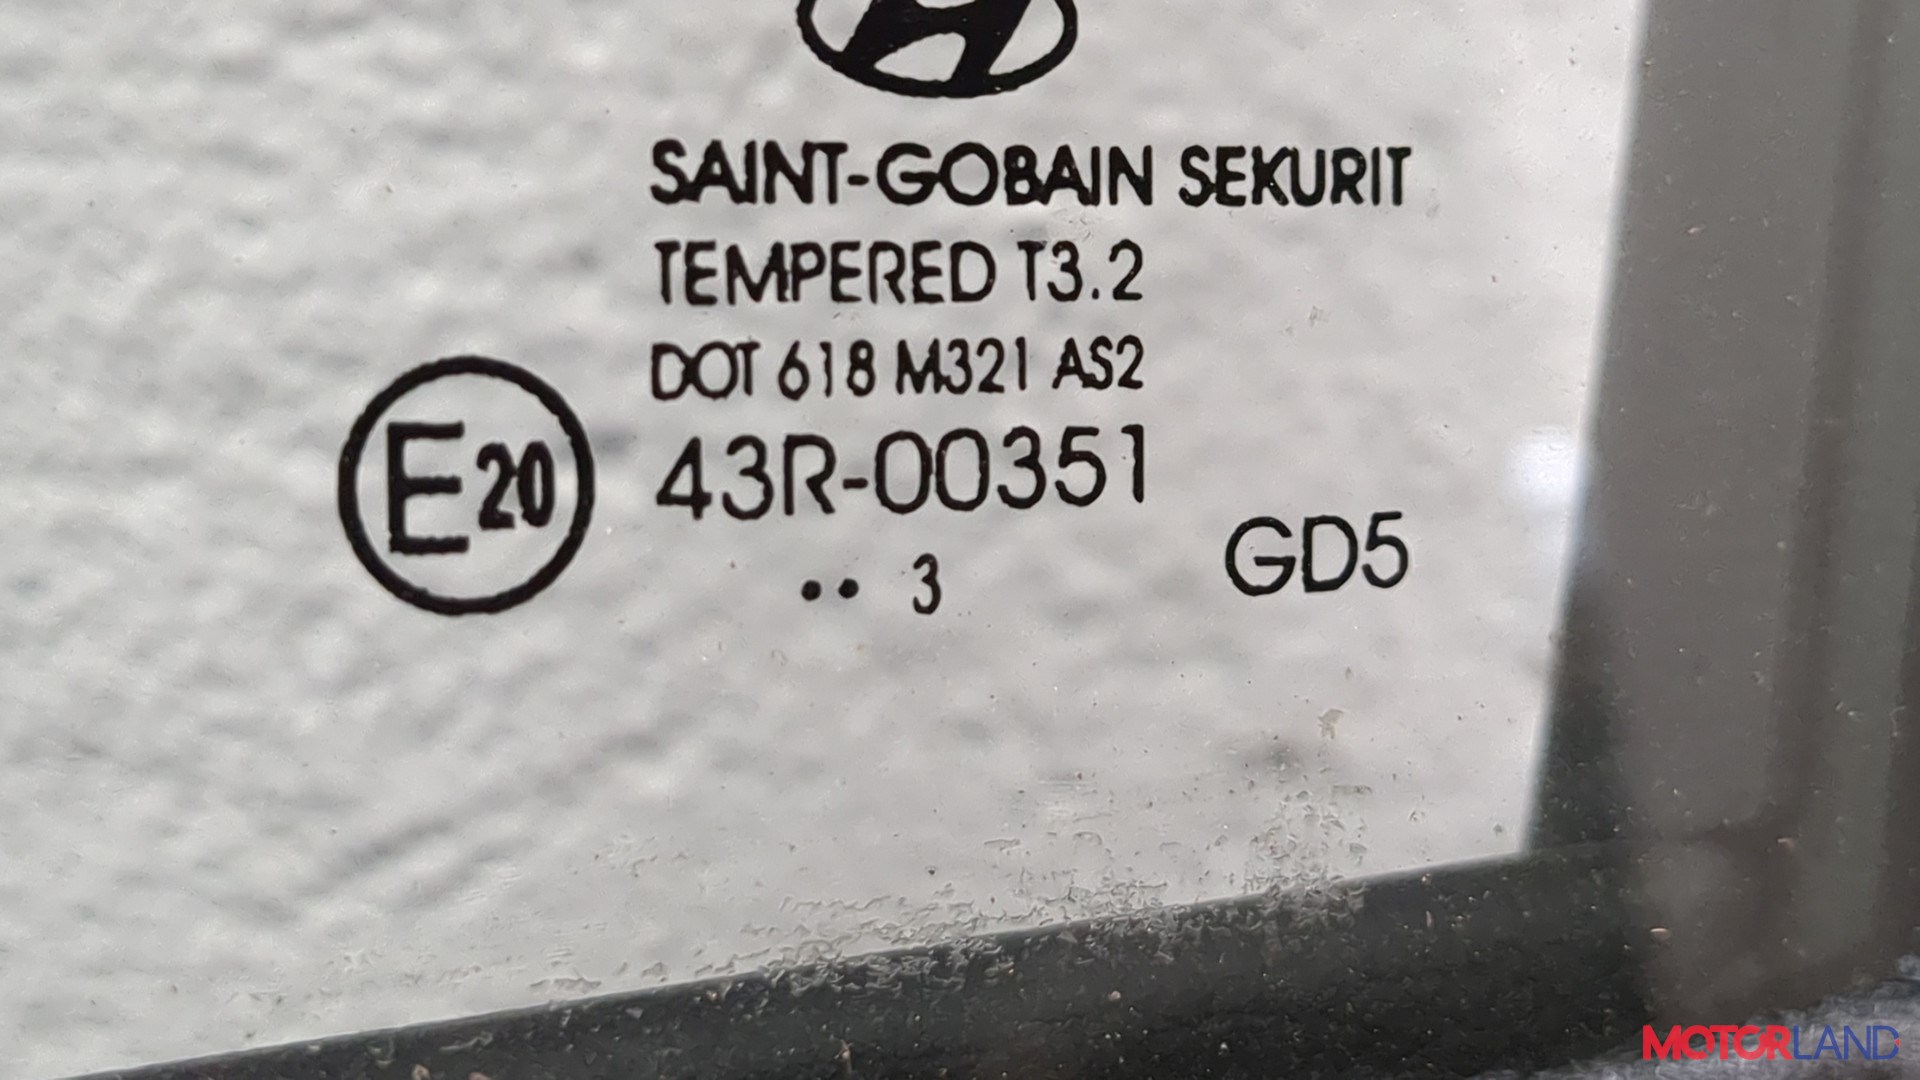 SAINT-GOBAIN SEKURIT
TEMPERED T3.2
DOT 618 M321 AS2
E20
43R-00351
•• 3
GD5
MOTORLAND